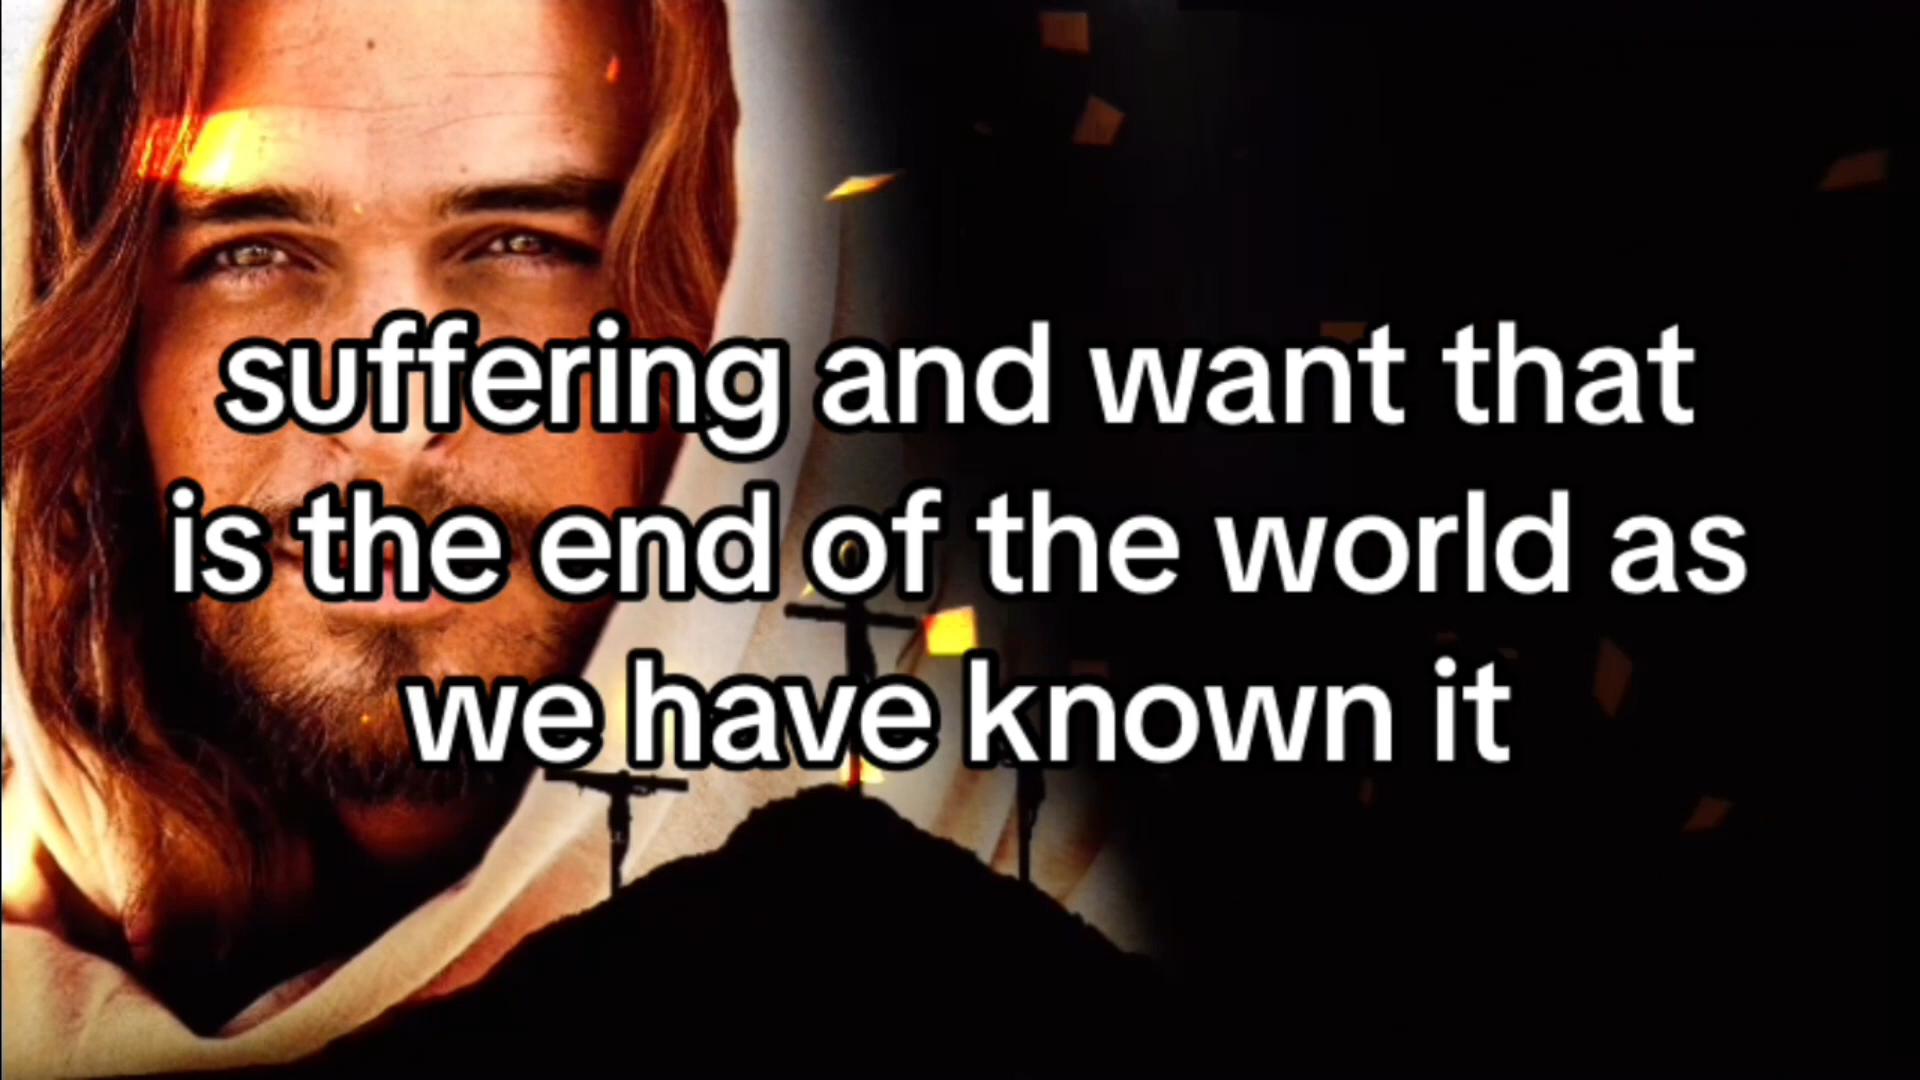 suffering and want that
is the end of the world as
we have known it